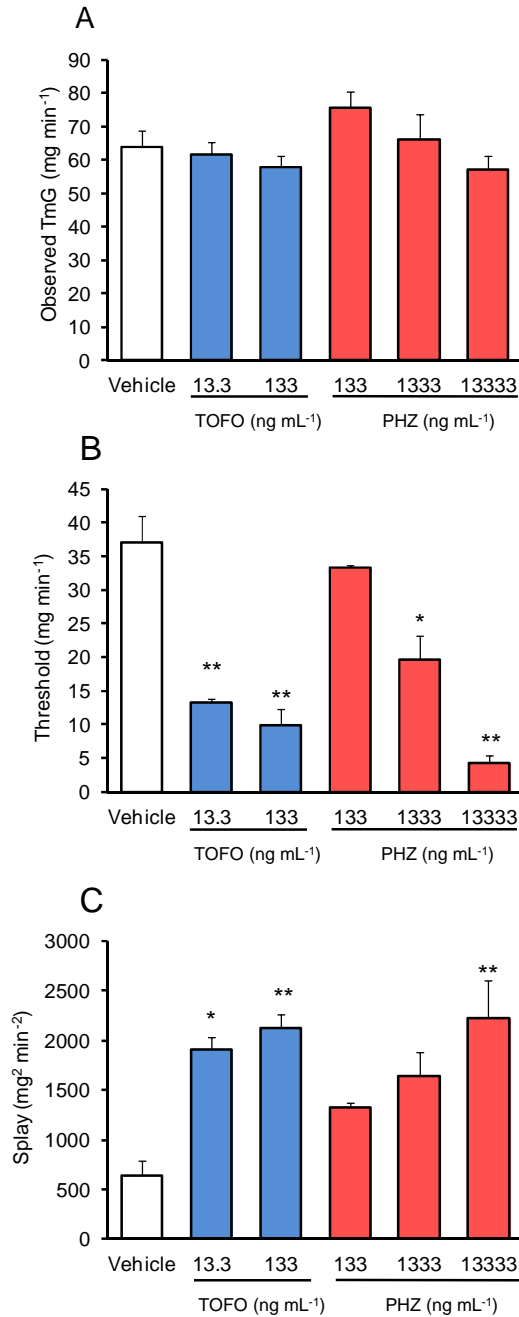 A
Observed TmG (mg min⁻¹)
90
80
70
60
50
40
30
20
10
0
Vehicle 13.3 133 133 1333 13333
TOFO (ng mL⁻¹) PHZ (ng mL⁻¹)
B
Threshold (mg min⁻¹)
45
40
35
30
25
20
15
10
5
0
** ** * **
Vehicle 13.3 133 133 1333 13333
TOFO (ng mL⁻¹) PHZ (ng mL⁻¹)
C
Splay (mg² min⁻²)
3000
2500
2000
1500
1000
500
0
* ** **
Vehicle 13.3 133 133 1333 13333
TOFO (ng mL⁻¹) PHZ (ng mL⁻¹)